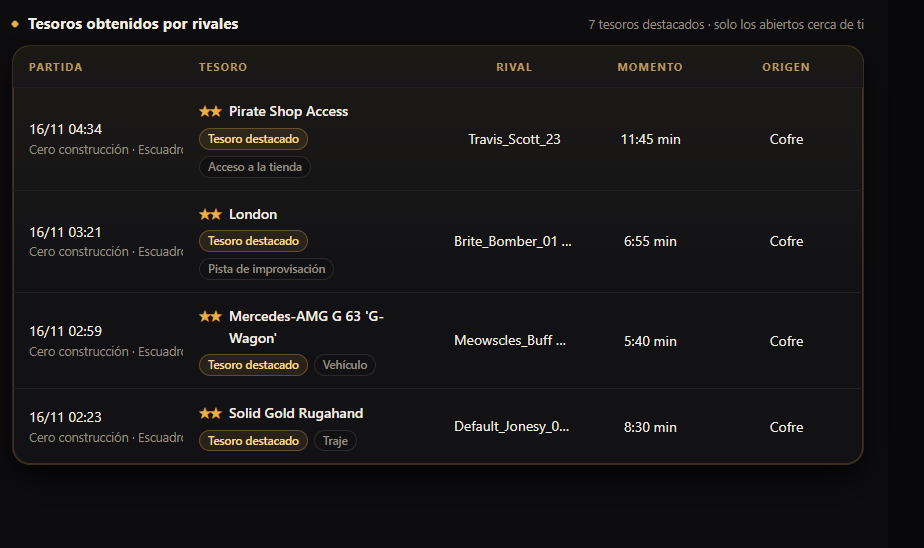 Tesoros obtenidos por rivales
7 tesoros destacados · solo los abiertos cerca de ti
PARTIDA TESORO RIVAL MOMENTO ORIGEN
16/11 04:34
Cero construcción · Escuadro
★★ Pirate Shop Access
Tesoro destacado
Acceso a la tienda
Travis_Scott_23
11:45 min
Cofre
16/11 03:21
Cero construcción · Escuadro
★★ London
Tesoro destacado
Pista de improvisación
Brite_Bomber_01 ...
6:55 min
Cofre
16/11 02:59
Cero construcción · Escuadro
★★ Mercedes-AMG G 63 'G-
Wagon'
Tesoro destacado
Vehículo
Meowscles_Buff ...
5:40 min
Cofre
16/11 02:23
Cero construcción · Escuadro
★★ Solid Gold Rugahand
Tesoro destacado
Traje
Default_Jonesy_0...
8:30 min
Cofre